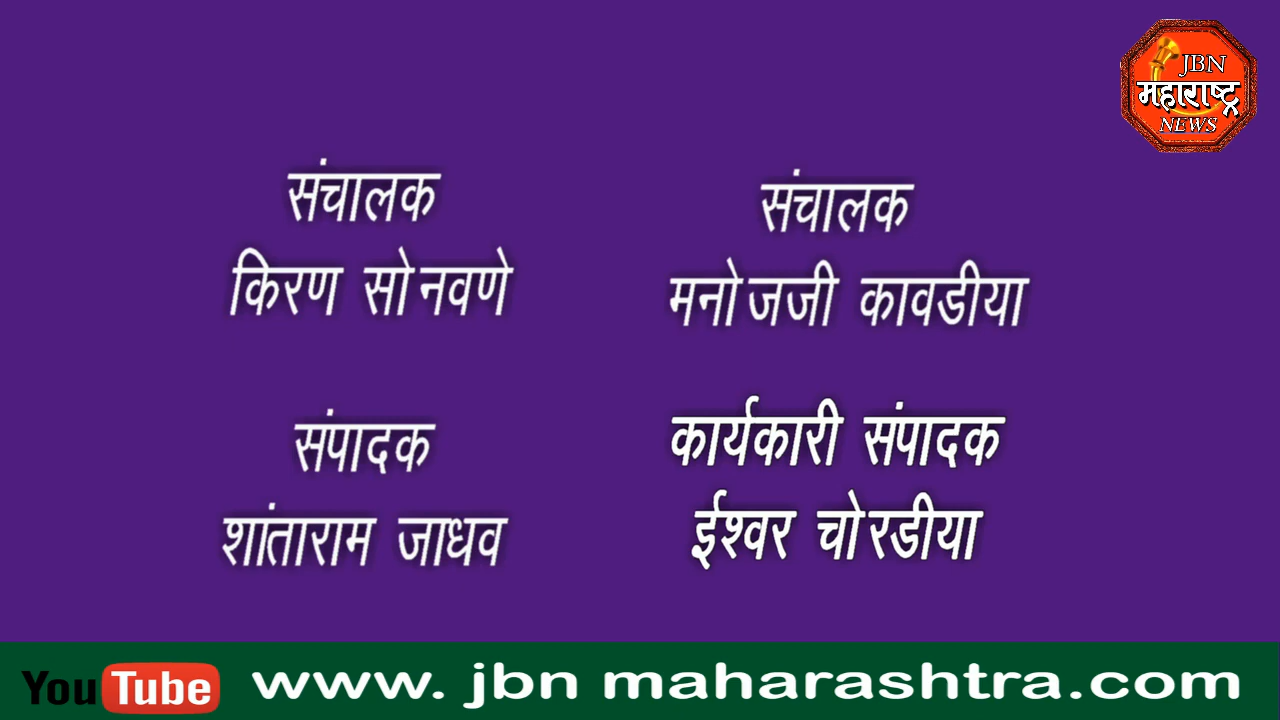 JBN
महाराष्ट्र
NEWS
संचालक
किरण सोनवणे
संचालक
मनोजजी कावडीया
संपादक
शांताराम जाधव
कार्यकारी संपादक
ईश्वर चोरडीया
YouTube
www. jbn maharashtra.com